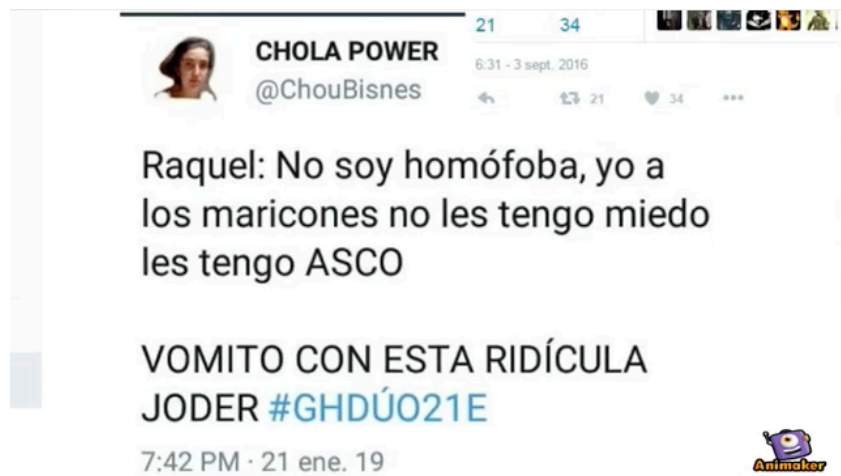 21 34
6:31 - 3 sept. 2016
21 34
CHOLA POWER
@ChouBisnes
Raquel: No soy homófoba, yo a
los maricones no les tengo miedo
les tengo ASCO
VOMITO CON ESTA RIDÍCULA
JODER #GHDÚO21E
7:42 PM · 21 ene. 19
Animaker